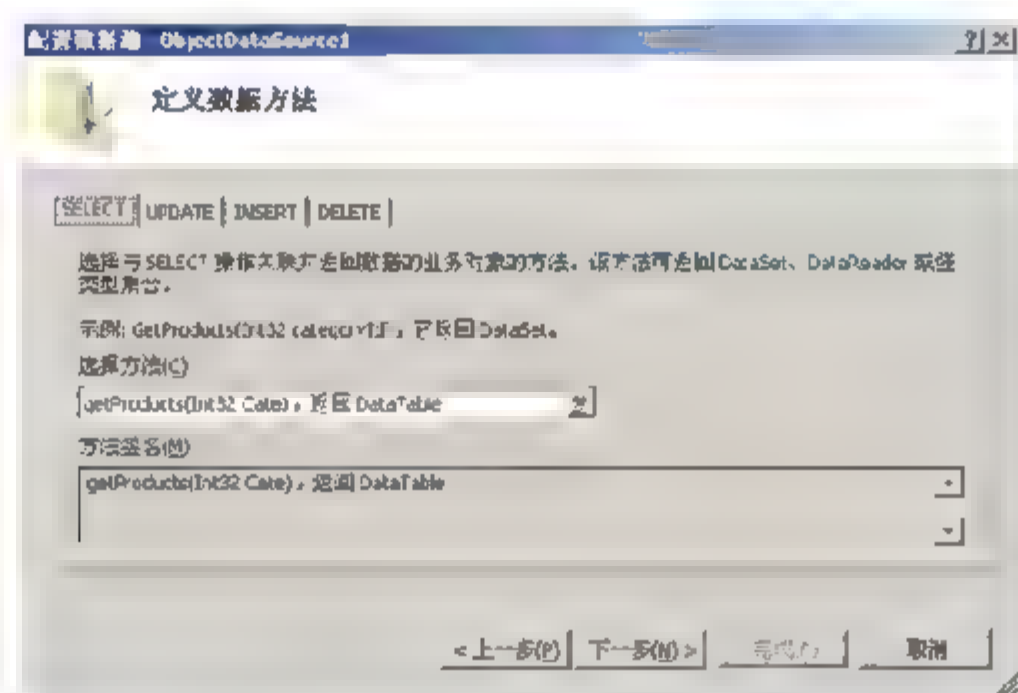 配置数据源 ObjectDataSource1
定义数据方法
SELECT UPDATE INSERT DELETE
选择与 SELECT 操作关联并返回数据的业务对象的方法。该方法可返回 DataSet、DataReader 或强
类型集合。
示例: GetProducts(Int32 categoryId)，它返回 DataSet。
选择方法(C)
getProducts(Int32 Cate)，返回 DataTable
方法签名(M)
getProducts(Int32 Cate)，返回 DataTable
< 上一步(P) 下一步(N) > 完成(F) 取消